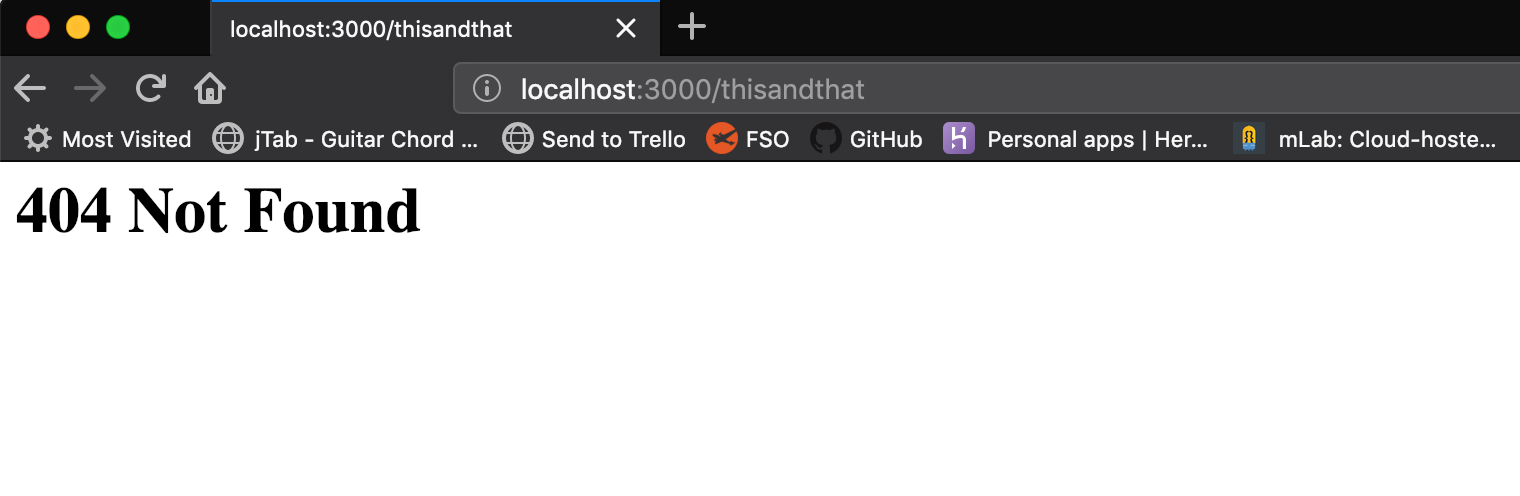 localhost:3000/thisandthat
localhost:3000/thisandthat
Most Visited jTab - Guitar Chord ... Send to Trello FSO GitHub Personal apps | Her... mLab: Cloud-hoste...
404 Not Found